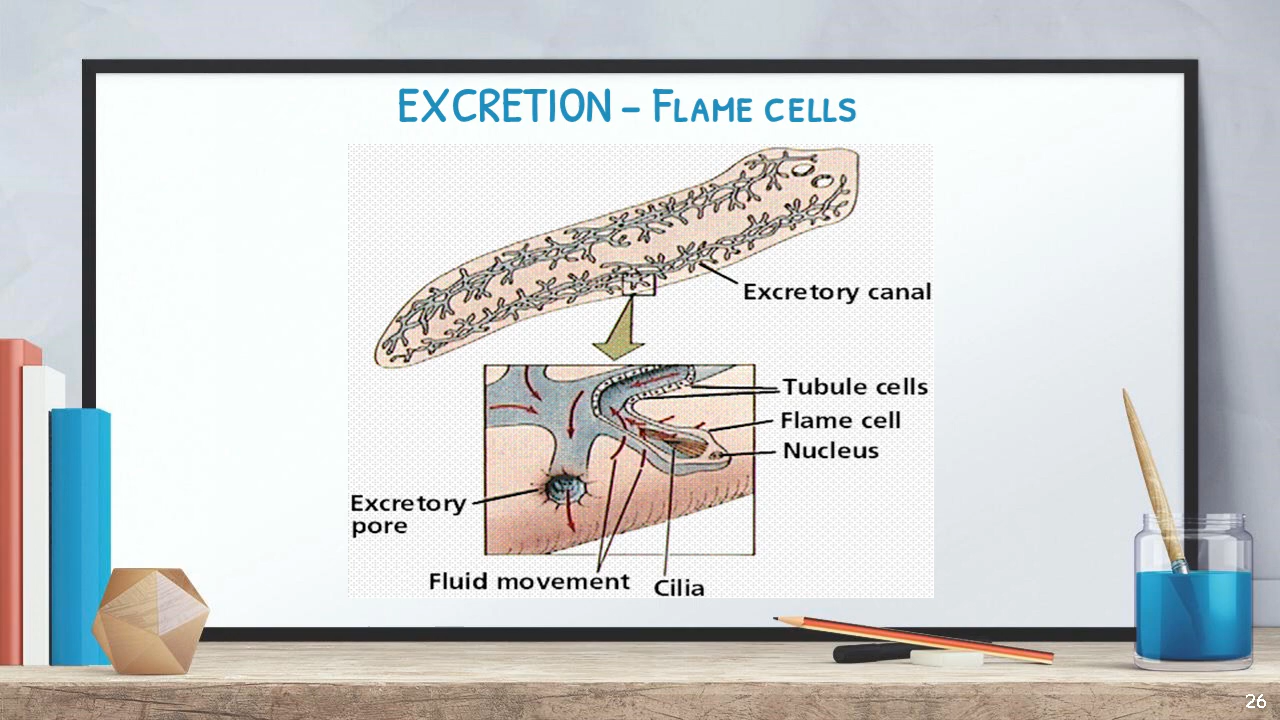 EXCRETION – FLAME CELLS
Excretory canal
Tubule cells
Flame cell
Nucleus
Excretory
pore
Fluid movement
Cilia
26